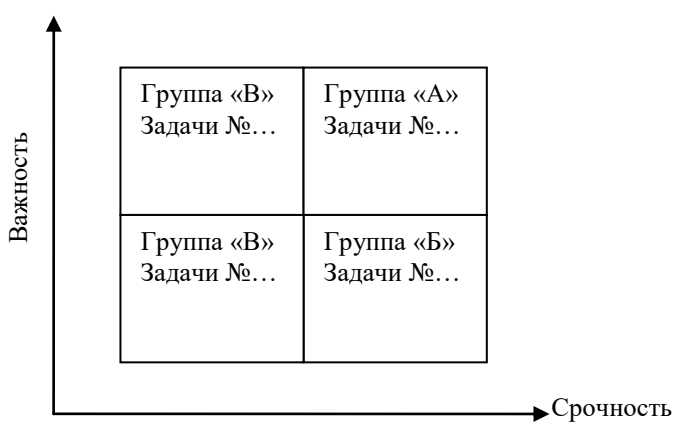 Важность
Группа «В»
Задачи №…
Группа «А»
Задачи №…
Группа «В»
Задачи №…
Группа «Б»
Задачи №…
Срочность